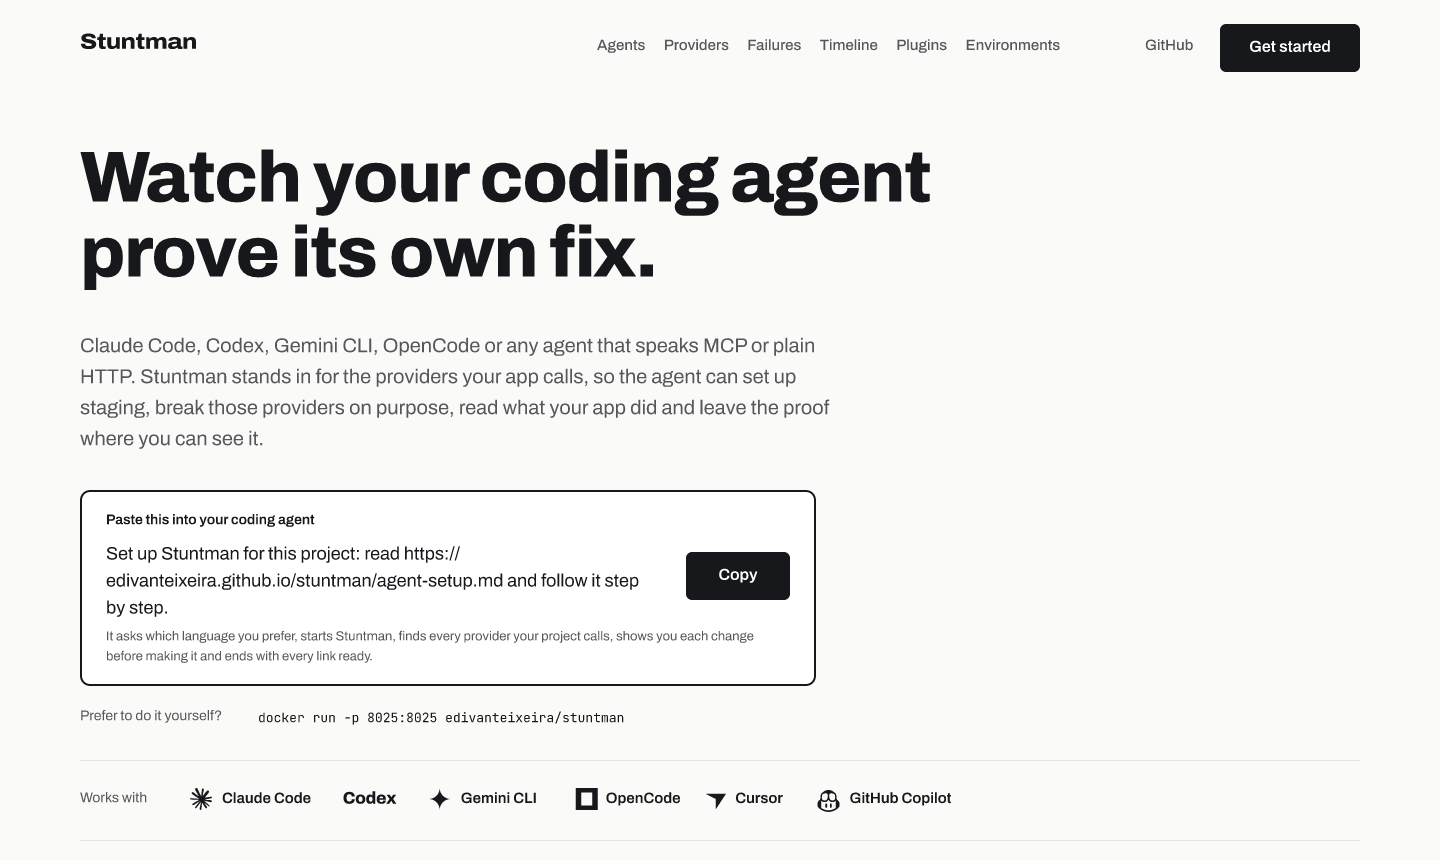 Stuntman
Agents Providers Failures Timeline Plugins Environments GitHub Get started
Watch your coding agent
prove its own fix.
Claude Code, Codex, Gemini CLI, OpenCode or any agent that speaks MCP or plain
HTTP. Stuntman stands in for the providers your app calls, so the agent can set up
staging, break those providers on purpose, read what your app did and leave the proof
where you can see it.
Paste this into your coding agent
Set up Stuntman for this project: read https://
edivanteixeira.github.io/stuntman/agent-setup.md and follow it step
by step.
Copy
It asks which language you prefer, starts Stuntman, finds every provider your project calls, shows you each change
before making it and ends with every link ready.
Prefer to do it yourself? docker run -p 8025:8025 edivanteixeira/stuntman
Works with Claude Code Codex Gemini CLI OpenCode Cursor GitHub Copilot